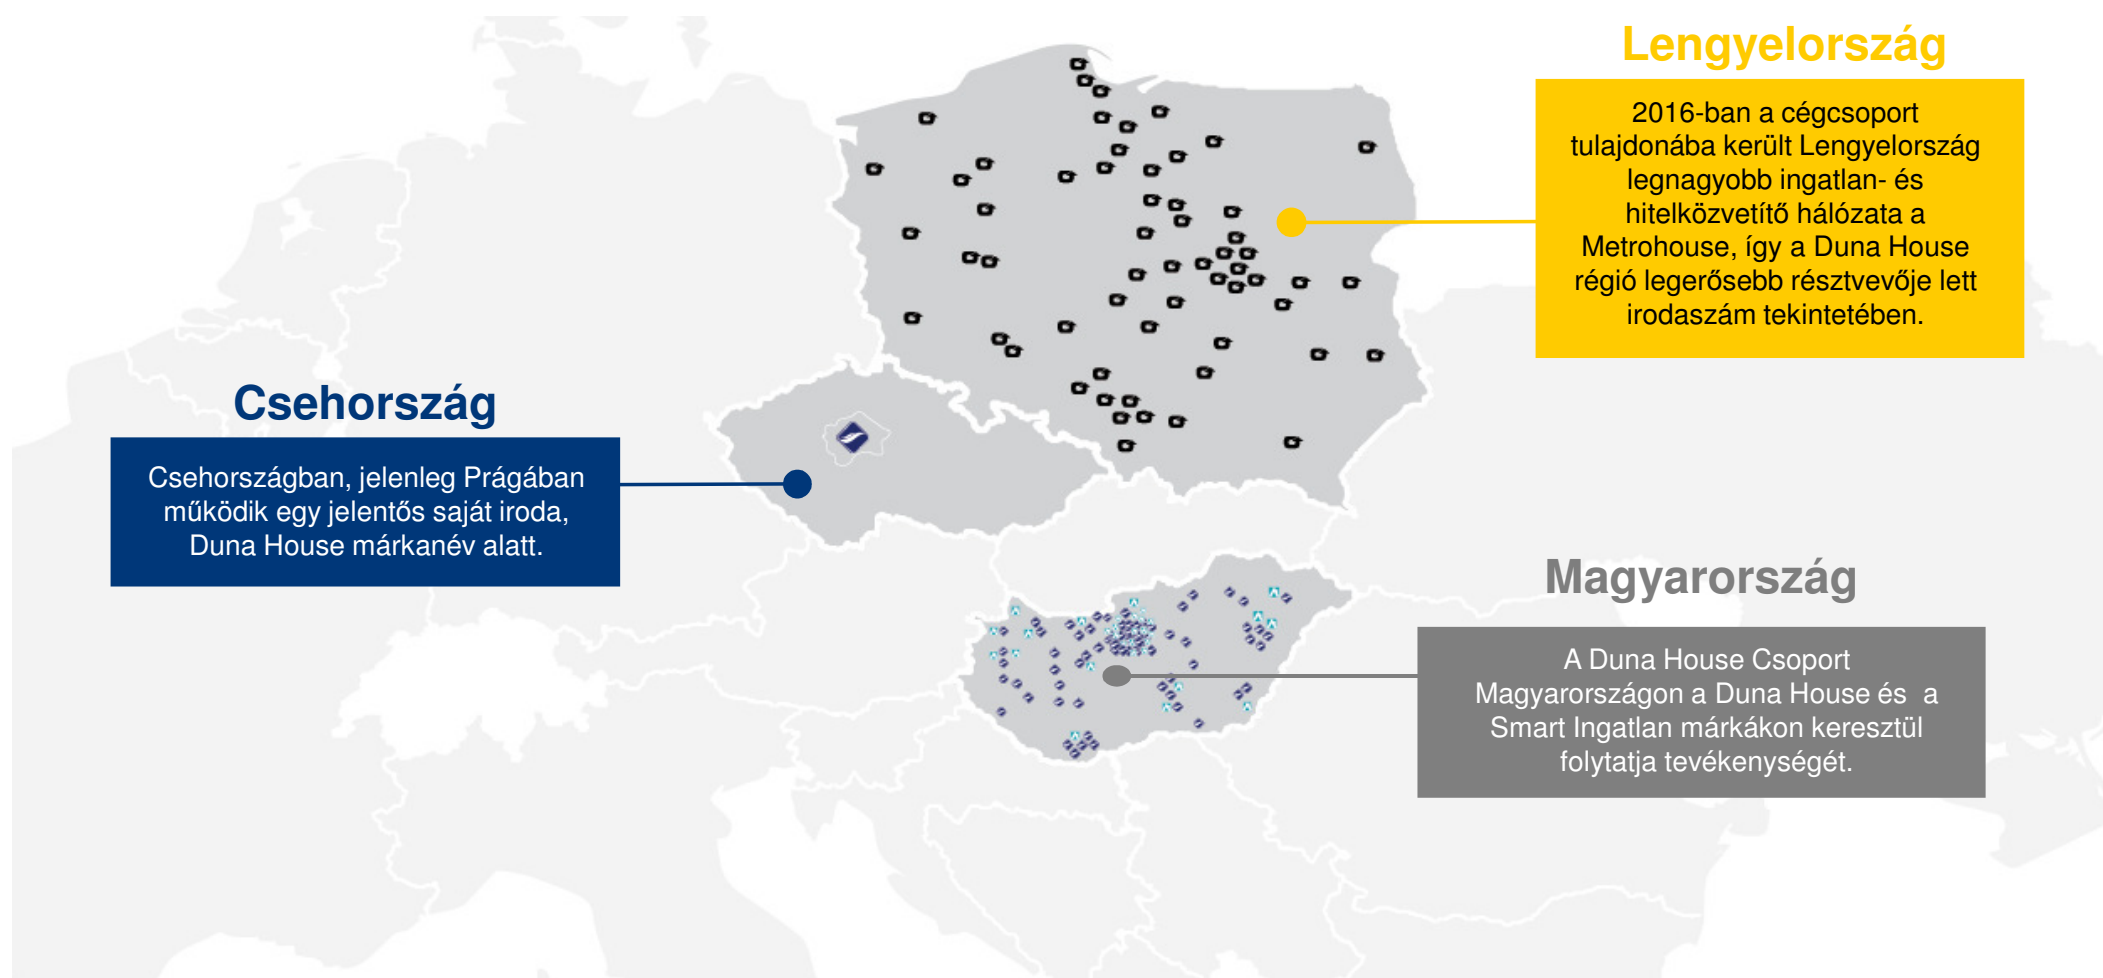 Lengyelország
2016-ban a cégcsoport
tulajdonába került Lengyelország
legnagyobb ingatlan- és
hitelközvetítő hálózata a
Metrohouse, így a Duna House
régió legerősebb résztvevője lett
irodaszám tekintetében.
Csehország
Csehországban, jelenleg Prágában
működik egy jelentős saját iroda,
Duna House márkanév alatt.
Magyarország
A Duna House Csoport
Magyarországon a Duna House és a
Smart Ingatlan márkákon keresztül
folytatja tevékenységét.